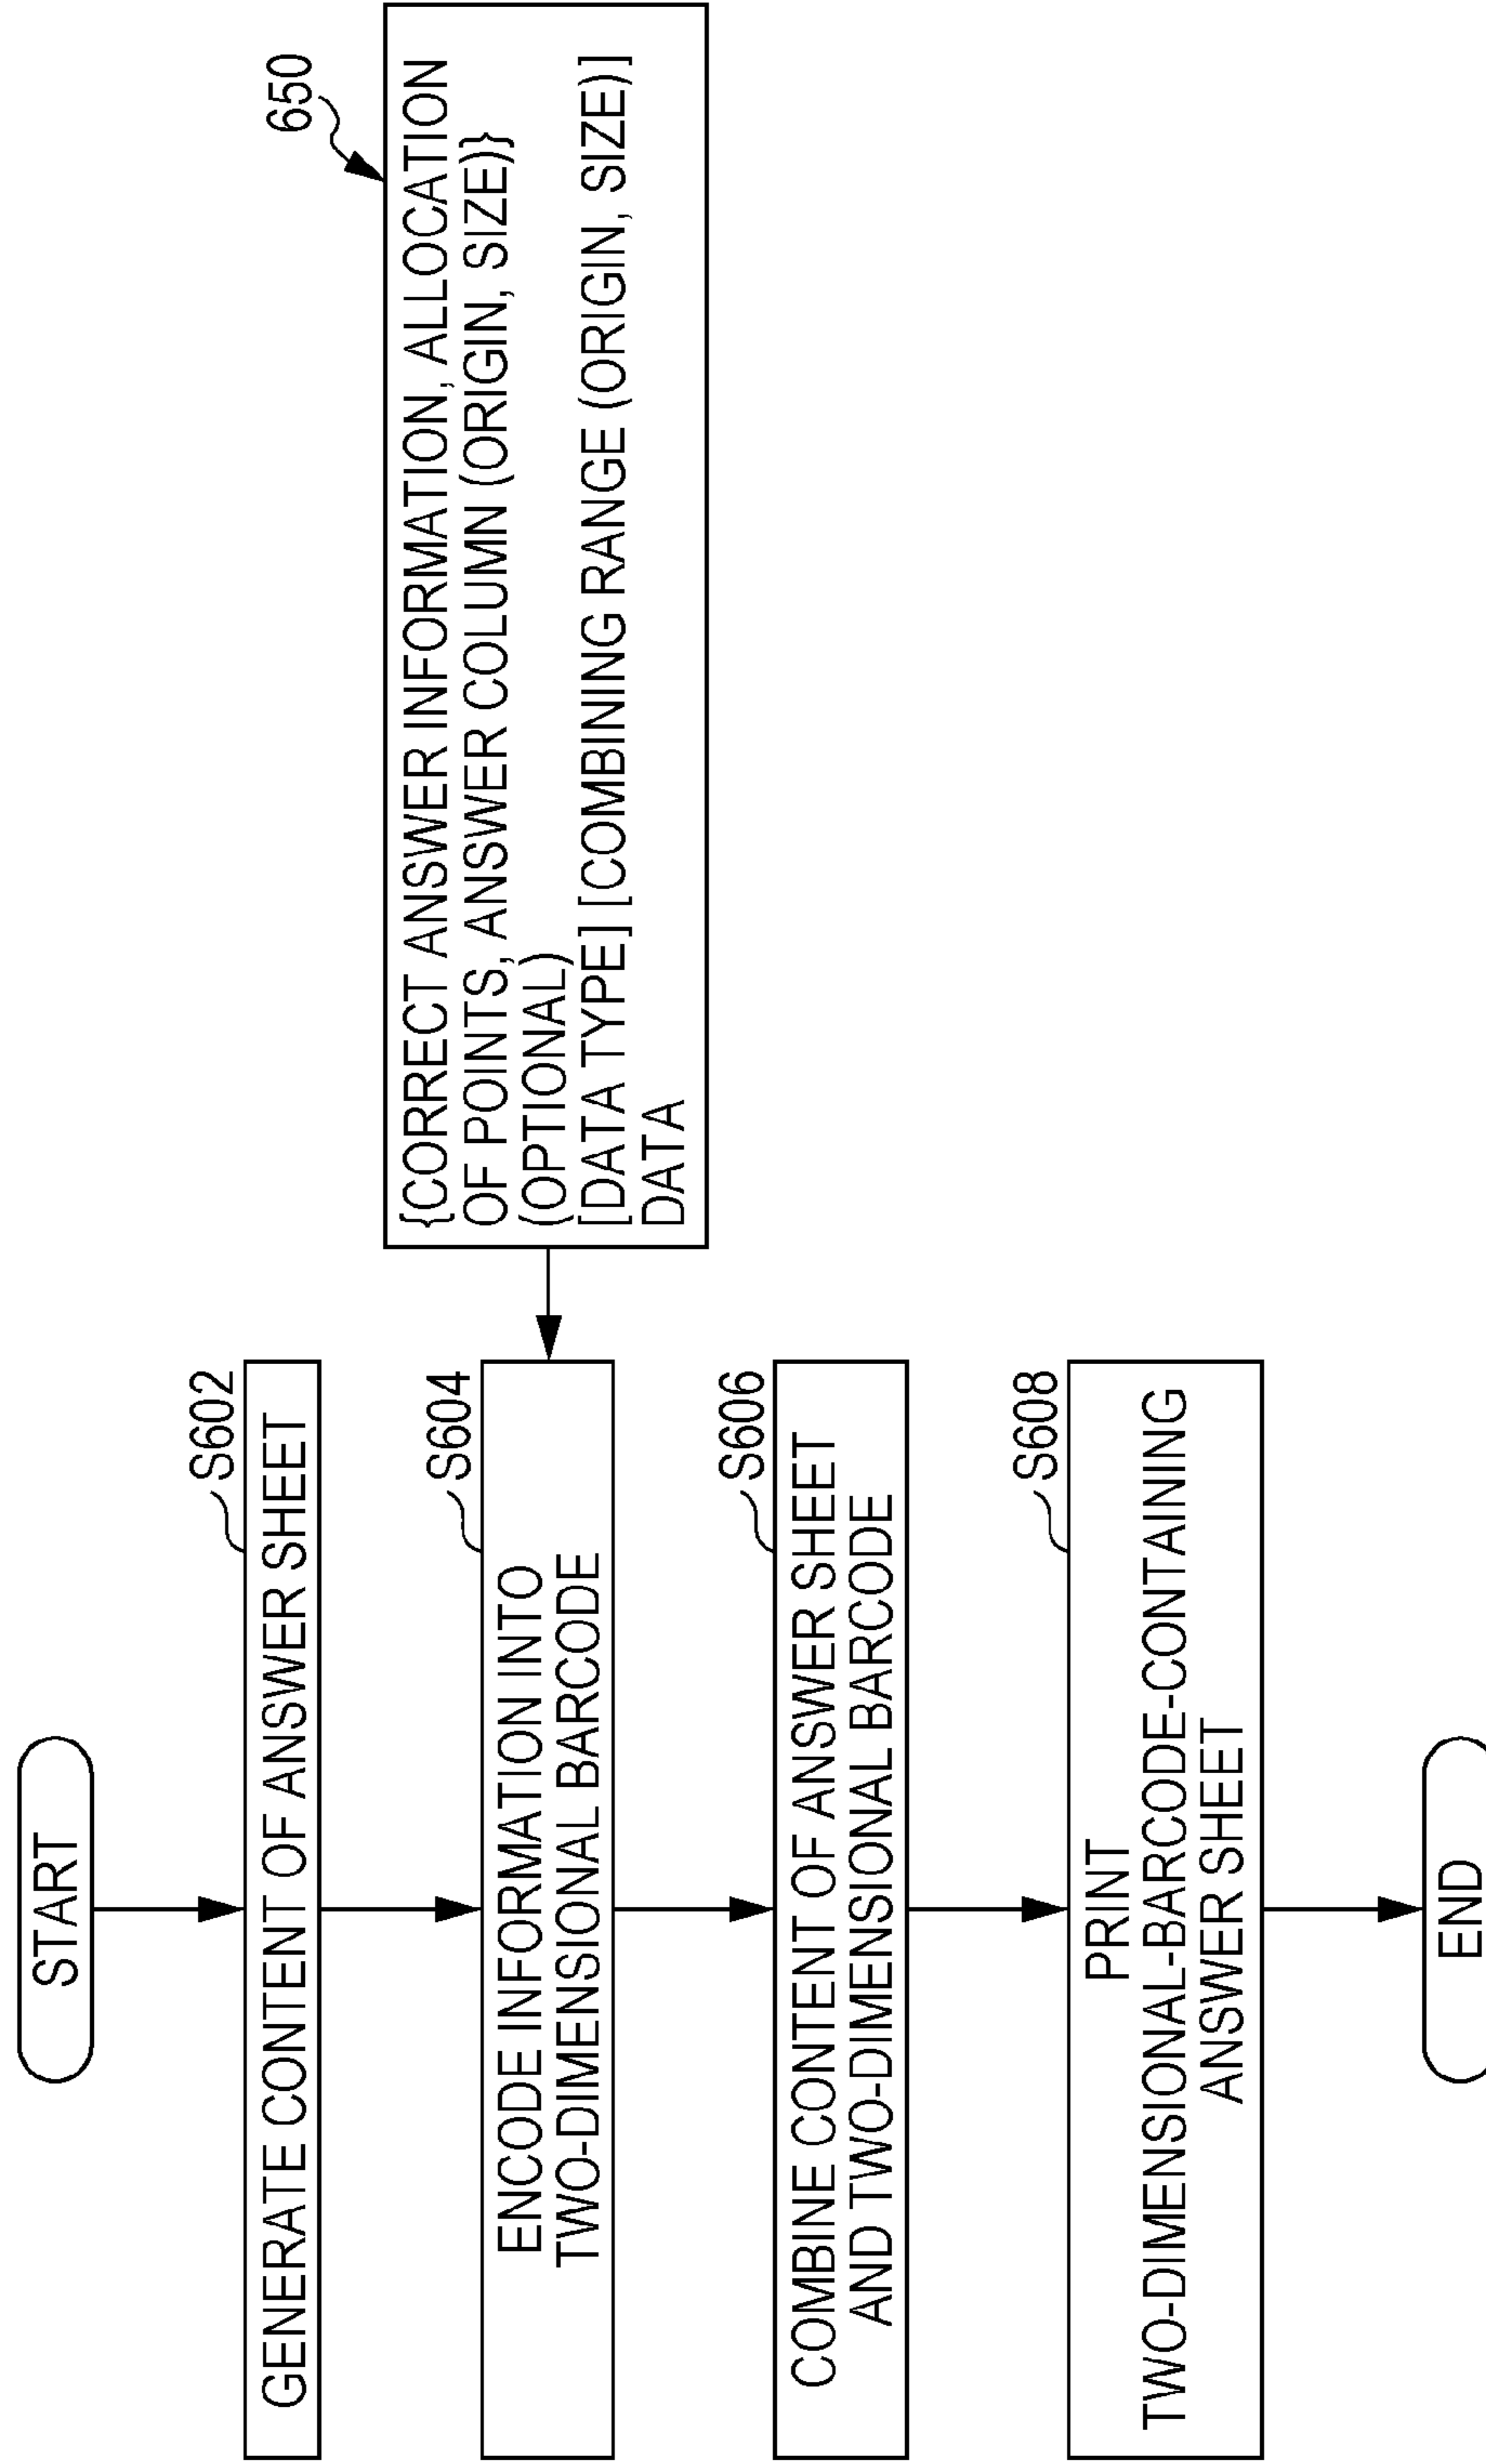 START
S602
GENERATE CONTENT OF ANSWER SHEET
S604
ENCODE INFORMATION INTO
TWO-DIMENSIONAL BARCODE
650
{CORRECT ANSWER INFORMATION, ALLOCATION
OF POINTS, ANSWER COLUMN (ORIGIN, SIZE)}
(OPTIONAL)
[DATA TYPE] [COMBINING RANGE (ORIGIN, SIZE)]
DATA
S606
COMBINE CONTENT OF ANSWER SHEET
AND TWO-DIMENSIONAL BARCODE
S608
PRINT
TWO-DIMENSIONAL-BARCODE-CONTAINING
ANSWER SHEET
END